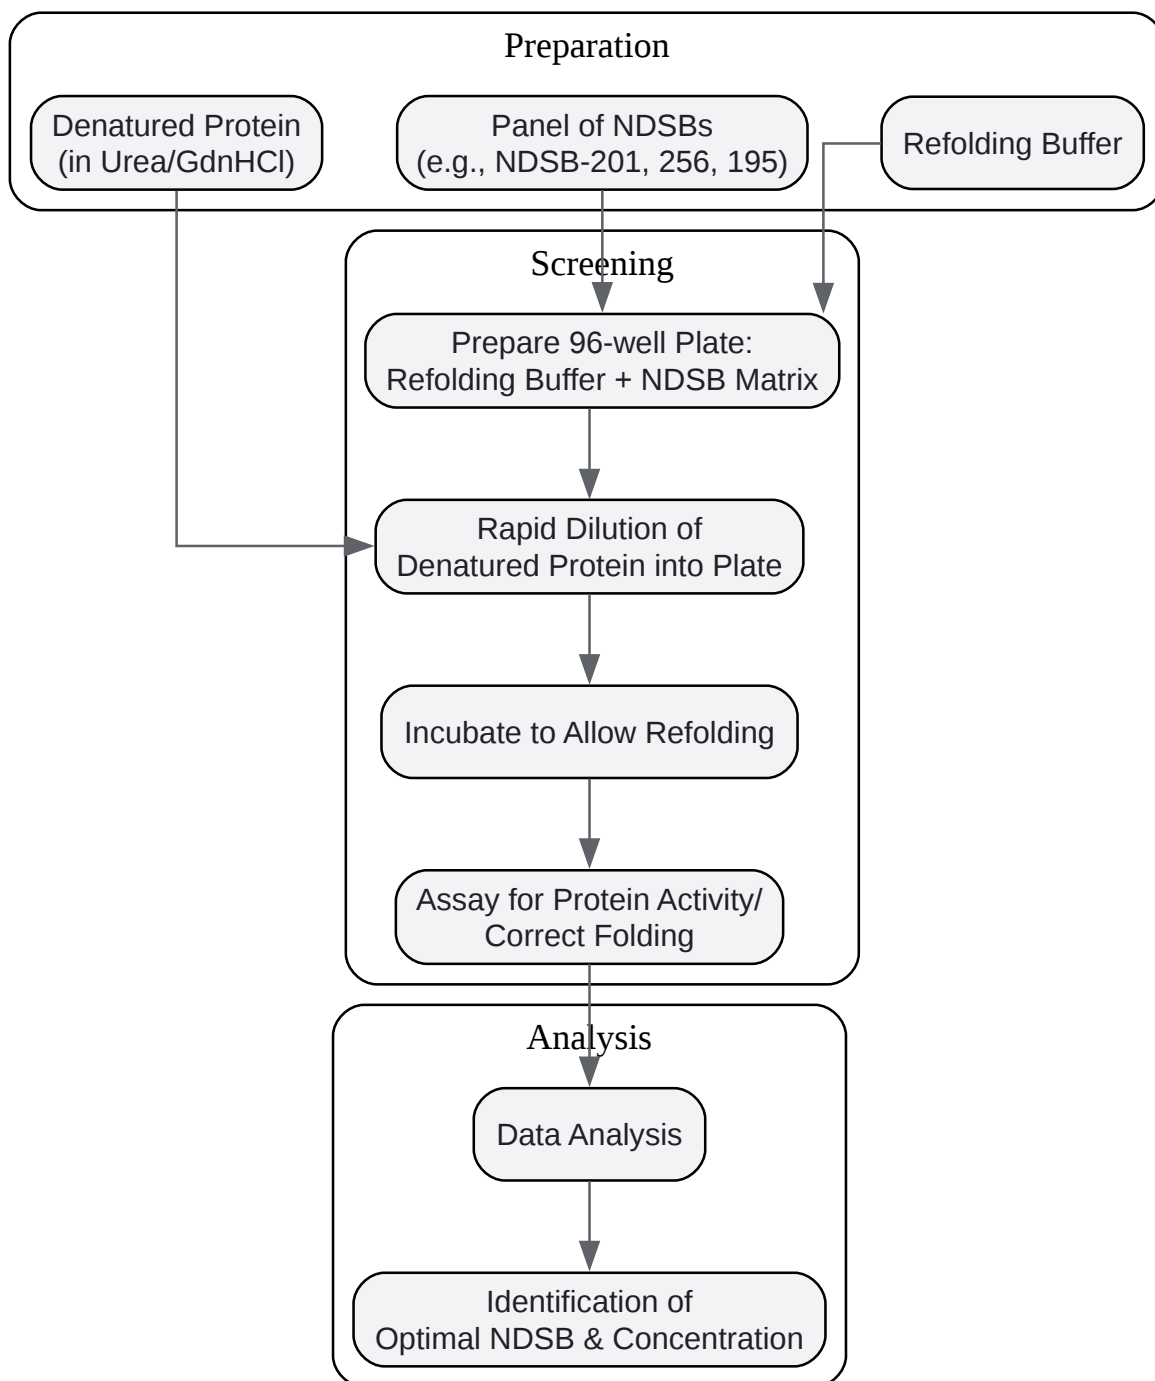 Preparation
Denatured Protein
(in Urea/GdnHCl)
Panel of NDSBs
(e.g., NDSB-201, 256, 195)
Refolding Buffer
Screening
Prepare 96-well Plate:
Refolding Buffer + NDSB Matrix
Rapid Dilution of
Denatured Protein into Plate
Incubate to Allow Refolding
Assay for Protein Activity/
Correct Folding
Analysis
Data Analysis
Identification of
Optimal NDSB & Concentration